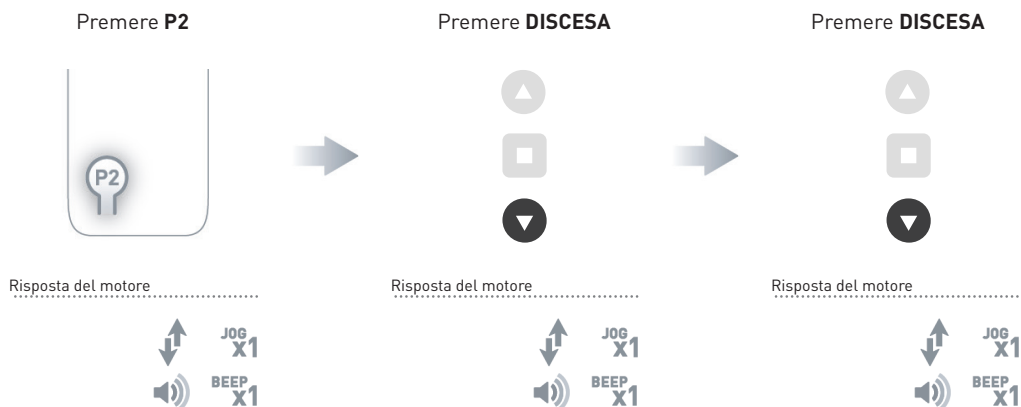 Premere P2
Premere DISCESA
Premere DISCESA
P2
Risposta del motore
Risposta del motore
Risposta del motore
JOG
X1
JOG
X1
JOG
X1
BEEP
X1
BEEP
X1
BEEP
X1